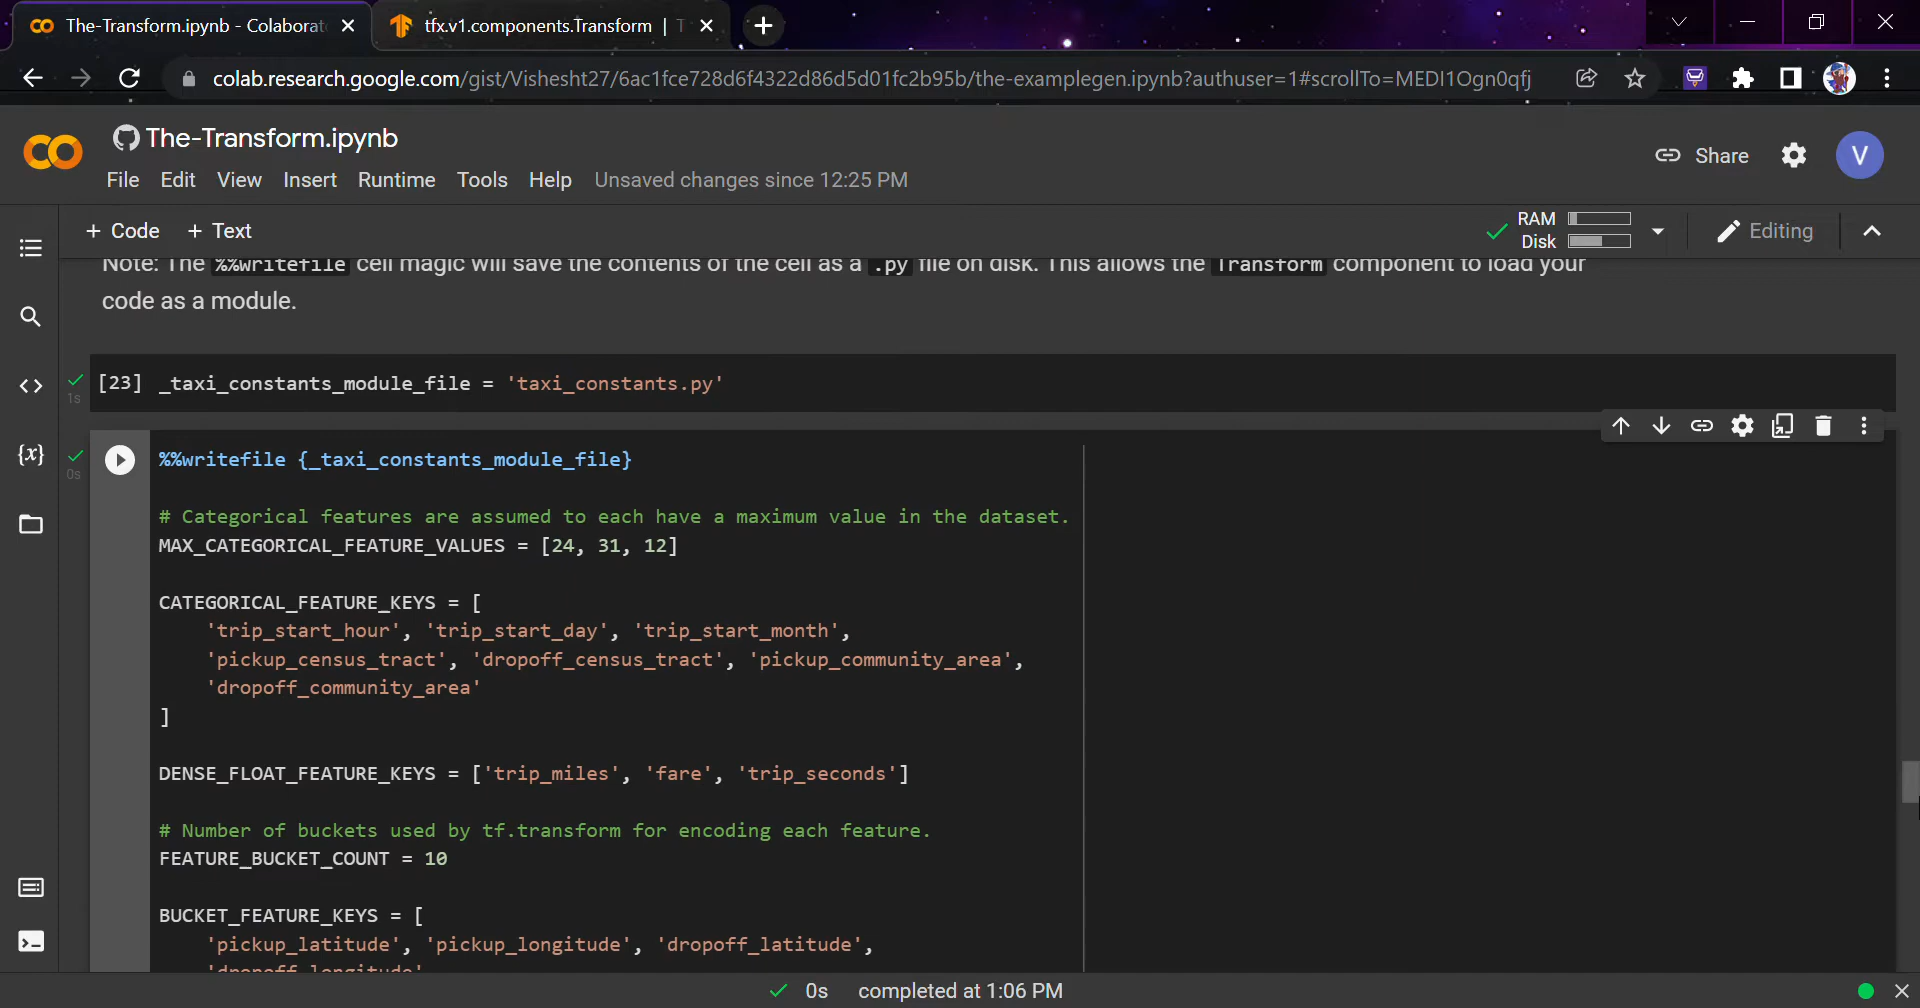 The-Transform.ipynb - Colaborat
tfx.v1.components.Transform | T
colab.research.google.com/gist/Vishesht27/6ac1fce728d6f4322d86d5d01fc2b95b/the-examplegen.ipynb?authuser=1#scrollTo=MEDI1Ogn0qfj
The-Transform.ipynb
File Edit View Insert Runtime Tools Help Unsaved changes since 12:25 PM
Share
V
+ Code + Text
RAM
Disk
Editing
Note: The %%writefile cell magic will save the contents of the cell as a .py file on disk. This allows the Transform component to load your
code as a module.
1s
[23] _taxi_constants_module_file = 'taxi_constants.py'
0s
%%writefile {_taxi_constants_module_file}
# Categorical features are assumed to each have a maximum value in the dataset.
MAX_CATEGORICAL_FEATURE_VALUES = [24, 31, 12]
CATEGORICAL_FEATURE_KEYS = [
'trip_start_hour', 'trip_start_day', 'trip_start_month',
'pickup_census_tract', 'dropoff_census_tract', 'pickup_community_area',
'dropoff_community_area'
]
DENSE_FLOAT_FEATURE_KEYS = ['trip_miles', 'fare', 'trip_seconds']
# Number of buckets used by tf.transform for encoding each feature.
FEATURE_BUCKET_COUNT = 10
BUCKET_FEATURE_KEYS = [
'pickup_latitude', 'pickup_longitude', 'dropoff_latitude',
'dropoff_longitude'
0s completed at 1:06 PM